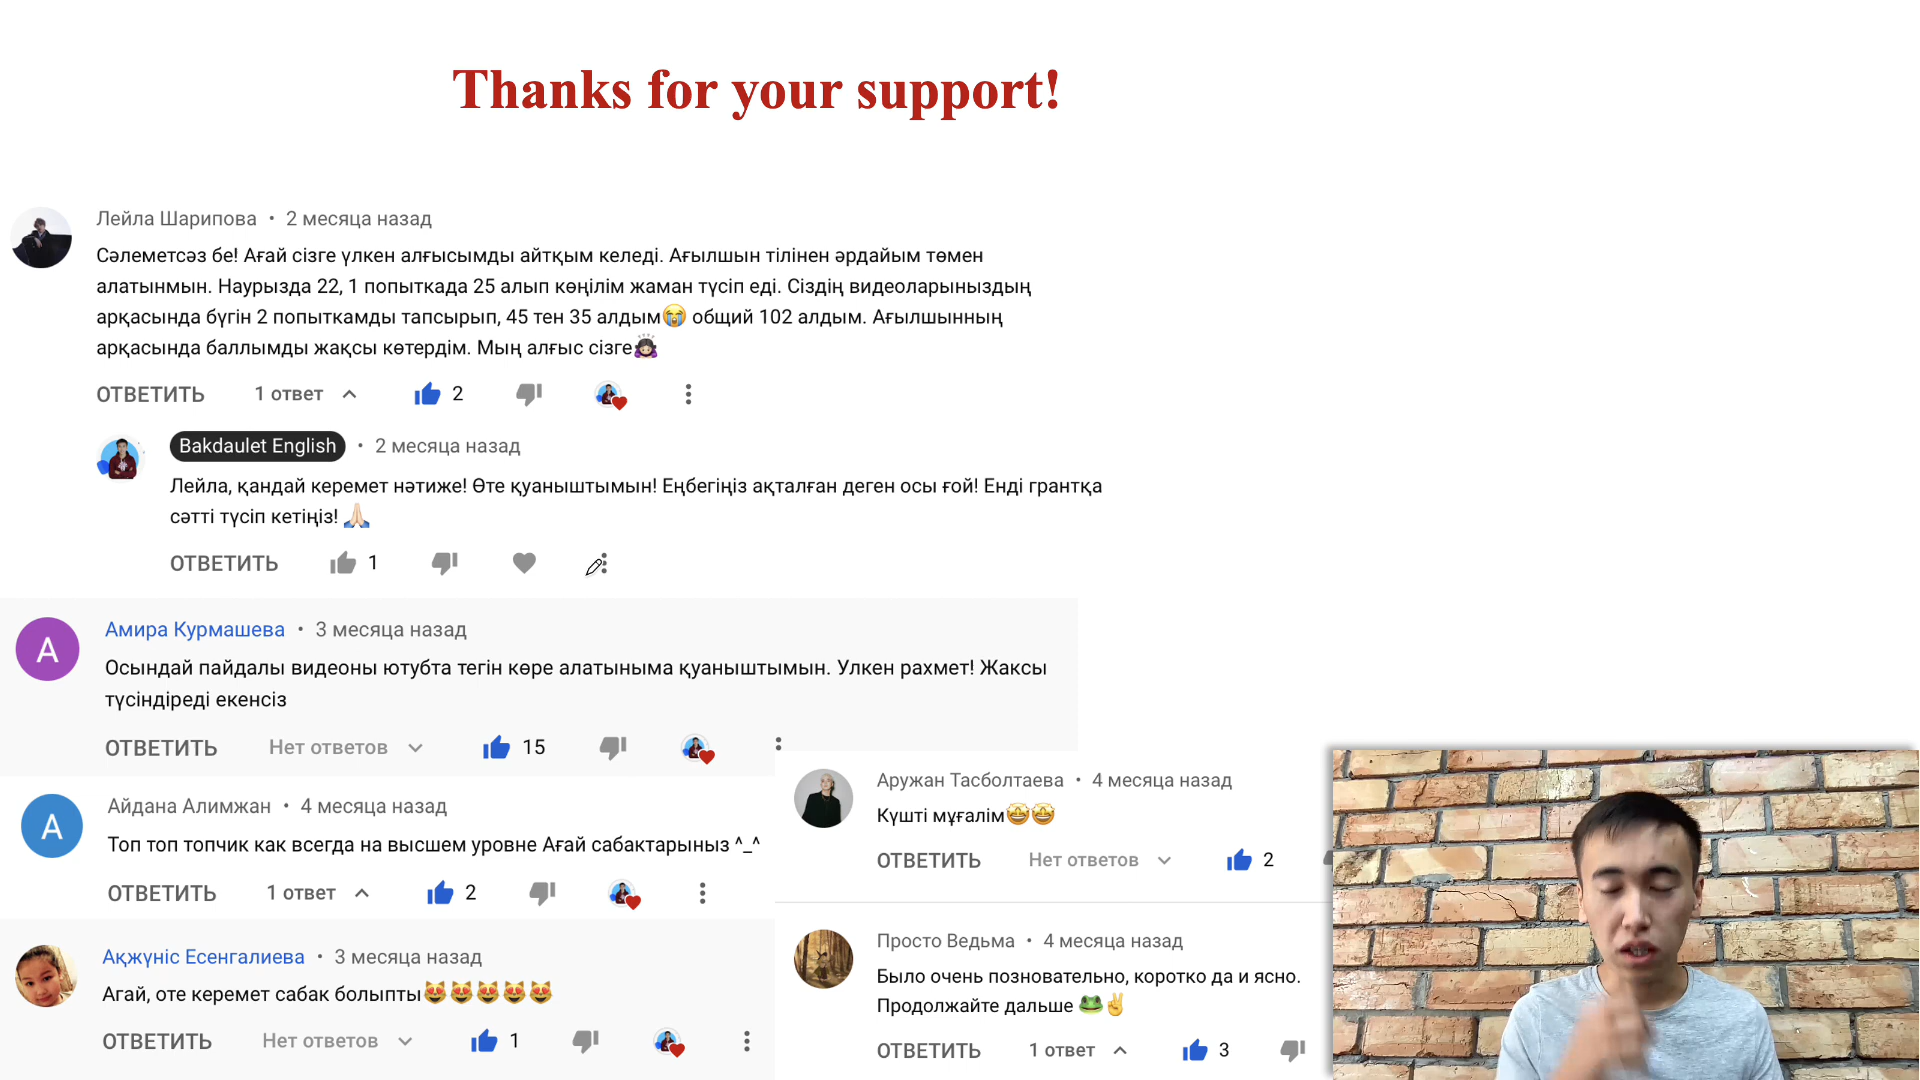 Thanks for your support!
Лейла Шарипова • 2 месяца назад
Сәлеметсәз бе! Ағай сізге үлкен алғысымды айтқым келеді. Ағылшын тілінен әрдайым төмен
алатынмын. Наурызда 22, 1 попыткада 25 алып көңілім жаман түсіп еді. Сіздің видеоларыныздың
арқасында бүгін 2 попыткамды тапсырып, 45 тен 35 алдым😭 общий 102 алдым. Ағылшынның
арқасында баллымды жақсы көтердім. Мың алғыс сізге🙇🏻‍♀️
ОТВЕТИТЬ 1 ответ 2
Bakdaulet English • 2 месяца назад
Лейла, қандай керемет нәтиже! Өте қуаныштымын! Еңбегіңіз ақталған деген осы ғой! Енді грантқа
сәтті түсіп кетіңіз! 🙏🏻
ОТВЕТИТЬ 1
А
Амира Курмашева • 3 месяца назад
Осындай пайдалы видеоны ютубта тегін көре алатыныма қуаныштымын. Улкен рахмет! Жаксы
түсіндіреді екенсіз
ОТВЕТИТЬ Нет ответов 15
А
Айдана Алимжан • 4 месяца назад
Топ топ топчик как всегда на высшем уровне Ағай сабактарыныз ^_^
ОТВЕТИТЬ 1 ответ 2
Ақжүніс Есенгалиева • 3 месяца назад
Агай, оте керемет сабак болыпты😻😻😻😻😻
ОТВЕТИТЬ Нет ответов 1
Аружан Тасболтаева • 4 месяца назад
Күшті мұғалім🤩🤩
ОТВЕТИТЬ Нет ответов 2
Просто Ведьма • 4 месяца назад
Было очень позновательно, коротко да и ясно.
Продолжайте дальше 🐸✌️
ОТВЕТИТЬ 1 ответ 3